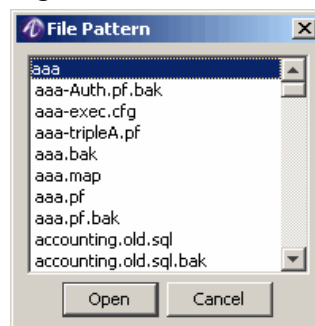 File Pattern
aaa
aaa-Auth.pf.bak
aaa-exec.cfg
aaa-tripleA.pf
aaa.bak
aaa.map
aaa.pf
aaa.pf.bak
accounting.old.sql
accounting.old.sql.bak
Open Cancel